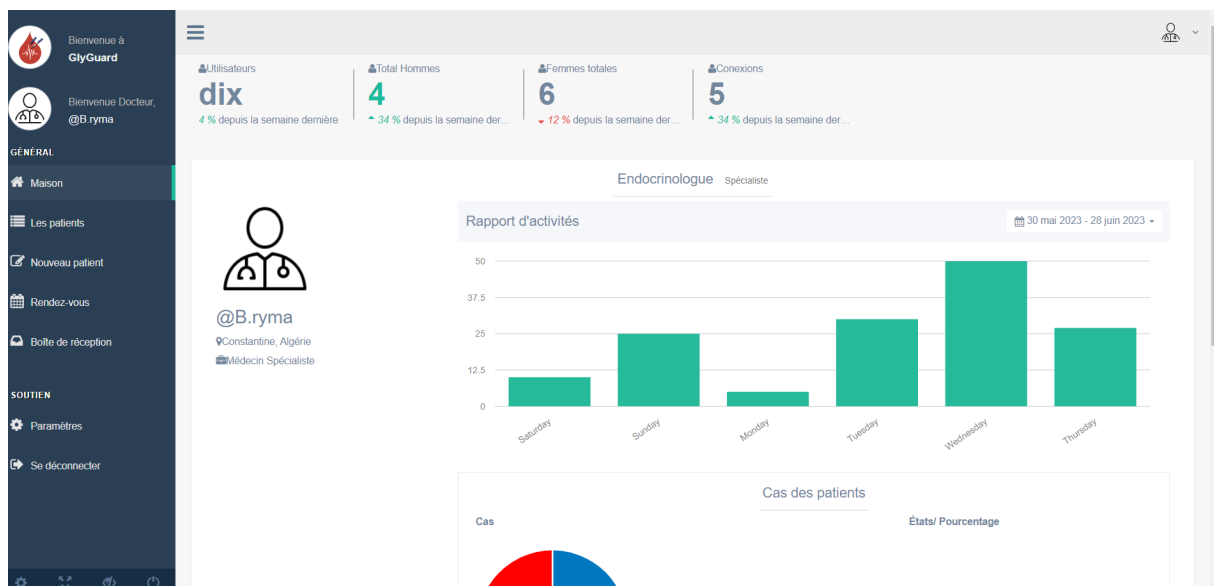 Bienvenue à
GlyGuard
Bienvenue Docteur,
@B.ryma
GÉNÉRAL
Maison
Les patients
Nouveau patient
Rendez-vous
Boîte de réception
SOUTIEN
Paramètres
Se déconnecter
Utilisateurs
dix
4 % depuis la semaine dernière
Total Hommes
4
34 % depuis la semaine der...
Femmes totales
6
12 % depuis la semaine der...
Conexions
5
34 % depuis la semaine der...
Endocrinologue Spécialiste
@B.ryma
Constantine, Algérie
Médecin Spécialiste
Rapport d'activités
30 mai 2023 - 28 juin 2023
50
37.5
25
12.5
0
Saturday
Sunday
Monday
Tuesday
Wednesday
Thursday
Cas des patients
Cas
États/ Pourcentage